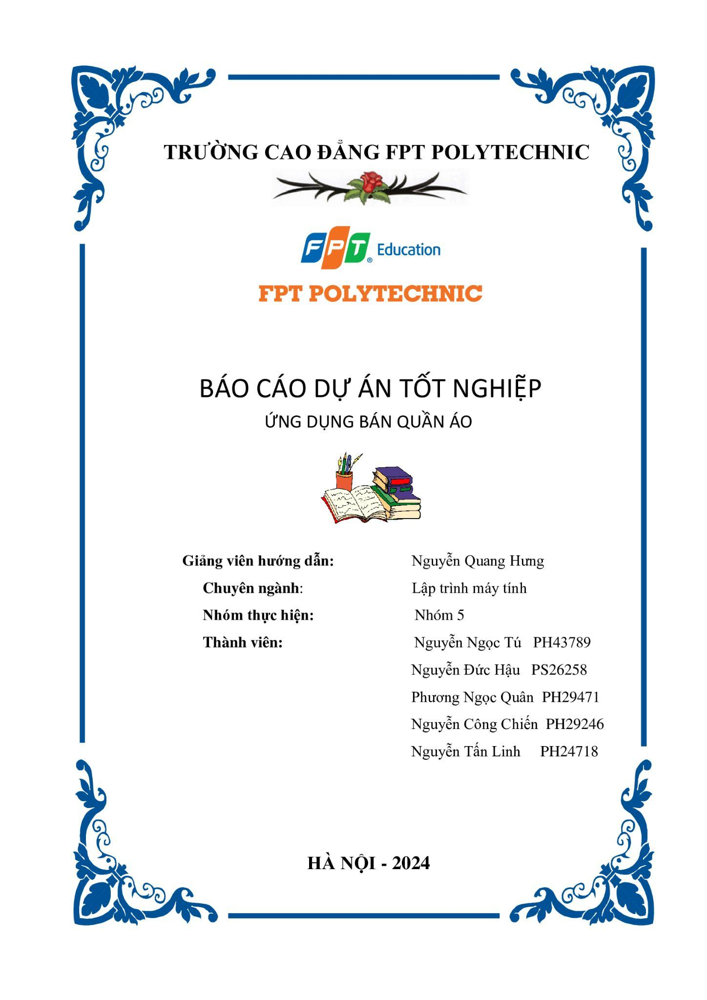 TRƯỜNG CAO ĐẲNG FPT POLYTECHNIC
FPT® Education
FPT POLYTECHNIC
BÁO CÁO DỰ ÁN TỐT NGHIẸ̃P
ỨNG DỤNG BÁN QUẦN ÁO
Giảng viên hướng dẫn: Nguyễn Quang Hưng
Chuyên ngành: Lập trình máy tính
Nhóm thực hiện: Nhóm 5
Thành viên: Nguyễn Ngọc Tú PH43789
Nguyễn Đức Hậu PS26258
Phương Ngọc Quân PH29471
Nguyễn Công Chiến PH29246
Nguyễn Tấn Linh PH24718
HÀ NỘI - 2024